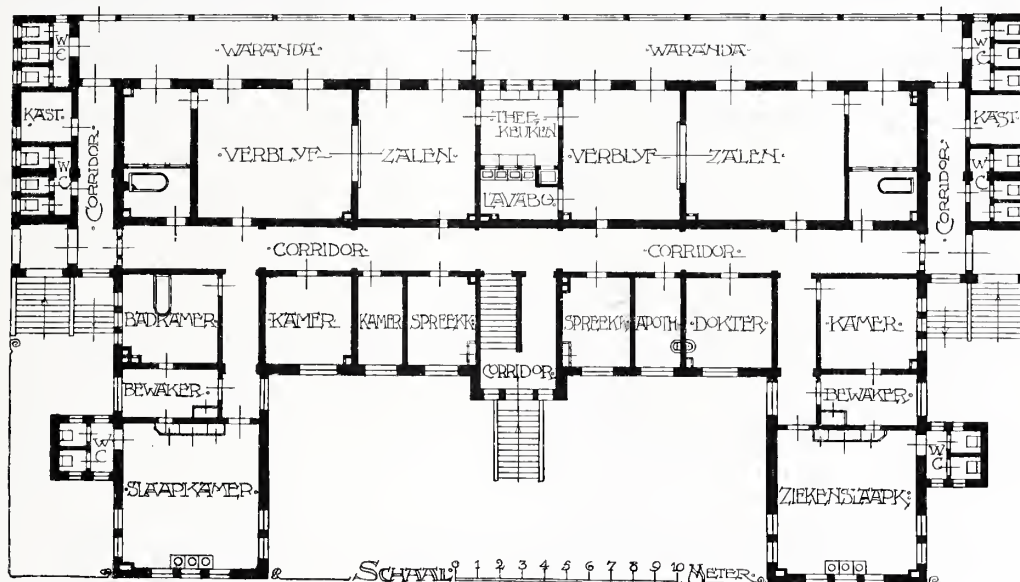 WARANDA
WARANDA
WC
WC
KAST
THEE-
KEUKEN
KAST
VERBLYF
ZALEN
VERBLYF
ZALEN
WC
CORRIDOR
LAVABO
CORRIDOR
WC
CORRIDOR
CORRIDOR
BADKAMER
KAMER
KAMER
SPREEKK:
SPREEKK:
APOTH:
DOKTER
KAMER
CORRIDOR
BEWAKER
BEWAKER
WC
WC
SLAAPKAMER
ZIEKENSLAAPK;
SCHAAL 0 1 2 3 4 5 6 7 8 9 10 METER